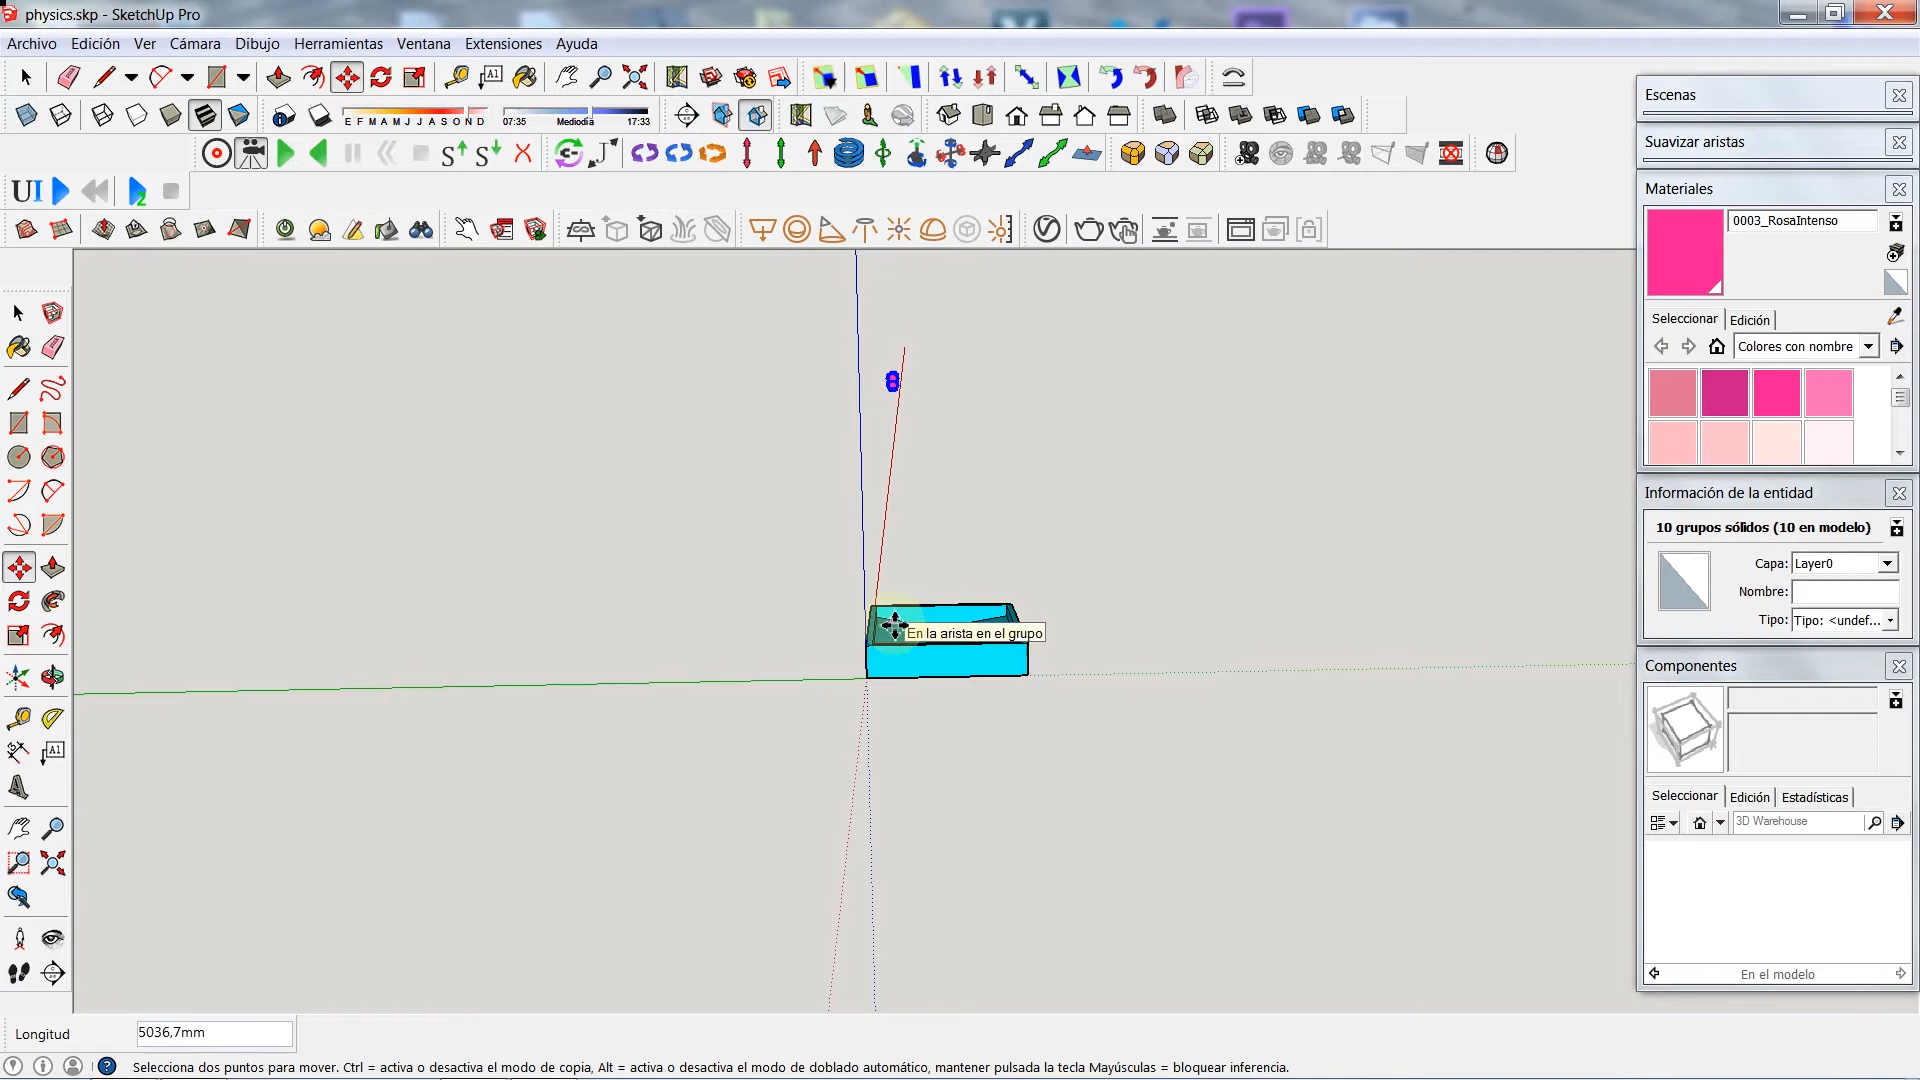 physics.skp - SketchUp Pro
Archivo Edición Ver Cámara Dibujo Herramientas Ventana Extensiones Ayuda
A1
E F M A M J J A S O N D 07:35 Mediodía 17:33
UI
2
Escenas
Suavizar aristas
Materiales
0003_RosaIntenso
Seleccionar Edición
Colores con nombre
Información de la entidad
10 grupos sólidos (10 en modelo)
Capa: Layer0
Nombre:
Tipo: Tipo: <undef...
Componentes
Seleccionar Edición Estadísticas
3D Warehouse
En el modelo
En la arista en el grupo
A1
Longitud 5036,7mm
Selecciona dos puntos para mover. Ctrl = activa o desactiva el modo de copia, Alt = activa o desactiva el modo de doblado automático, mantener pulsada la tecla Mayúsculas = bloquear inferencia.